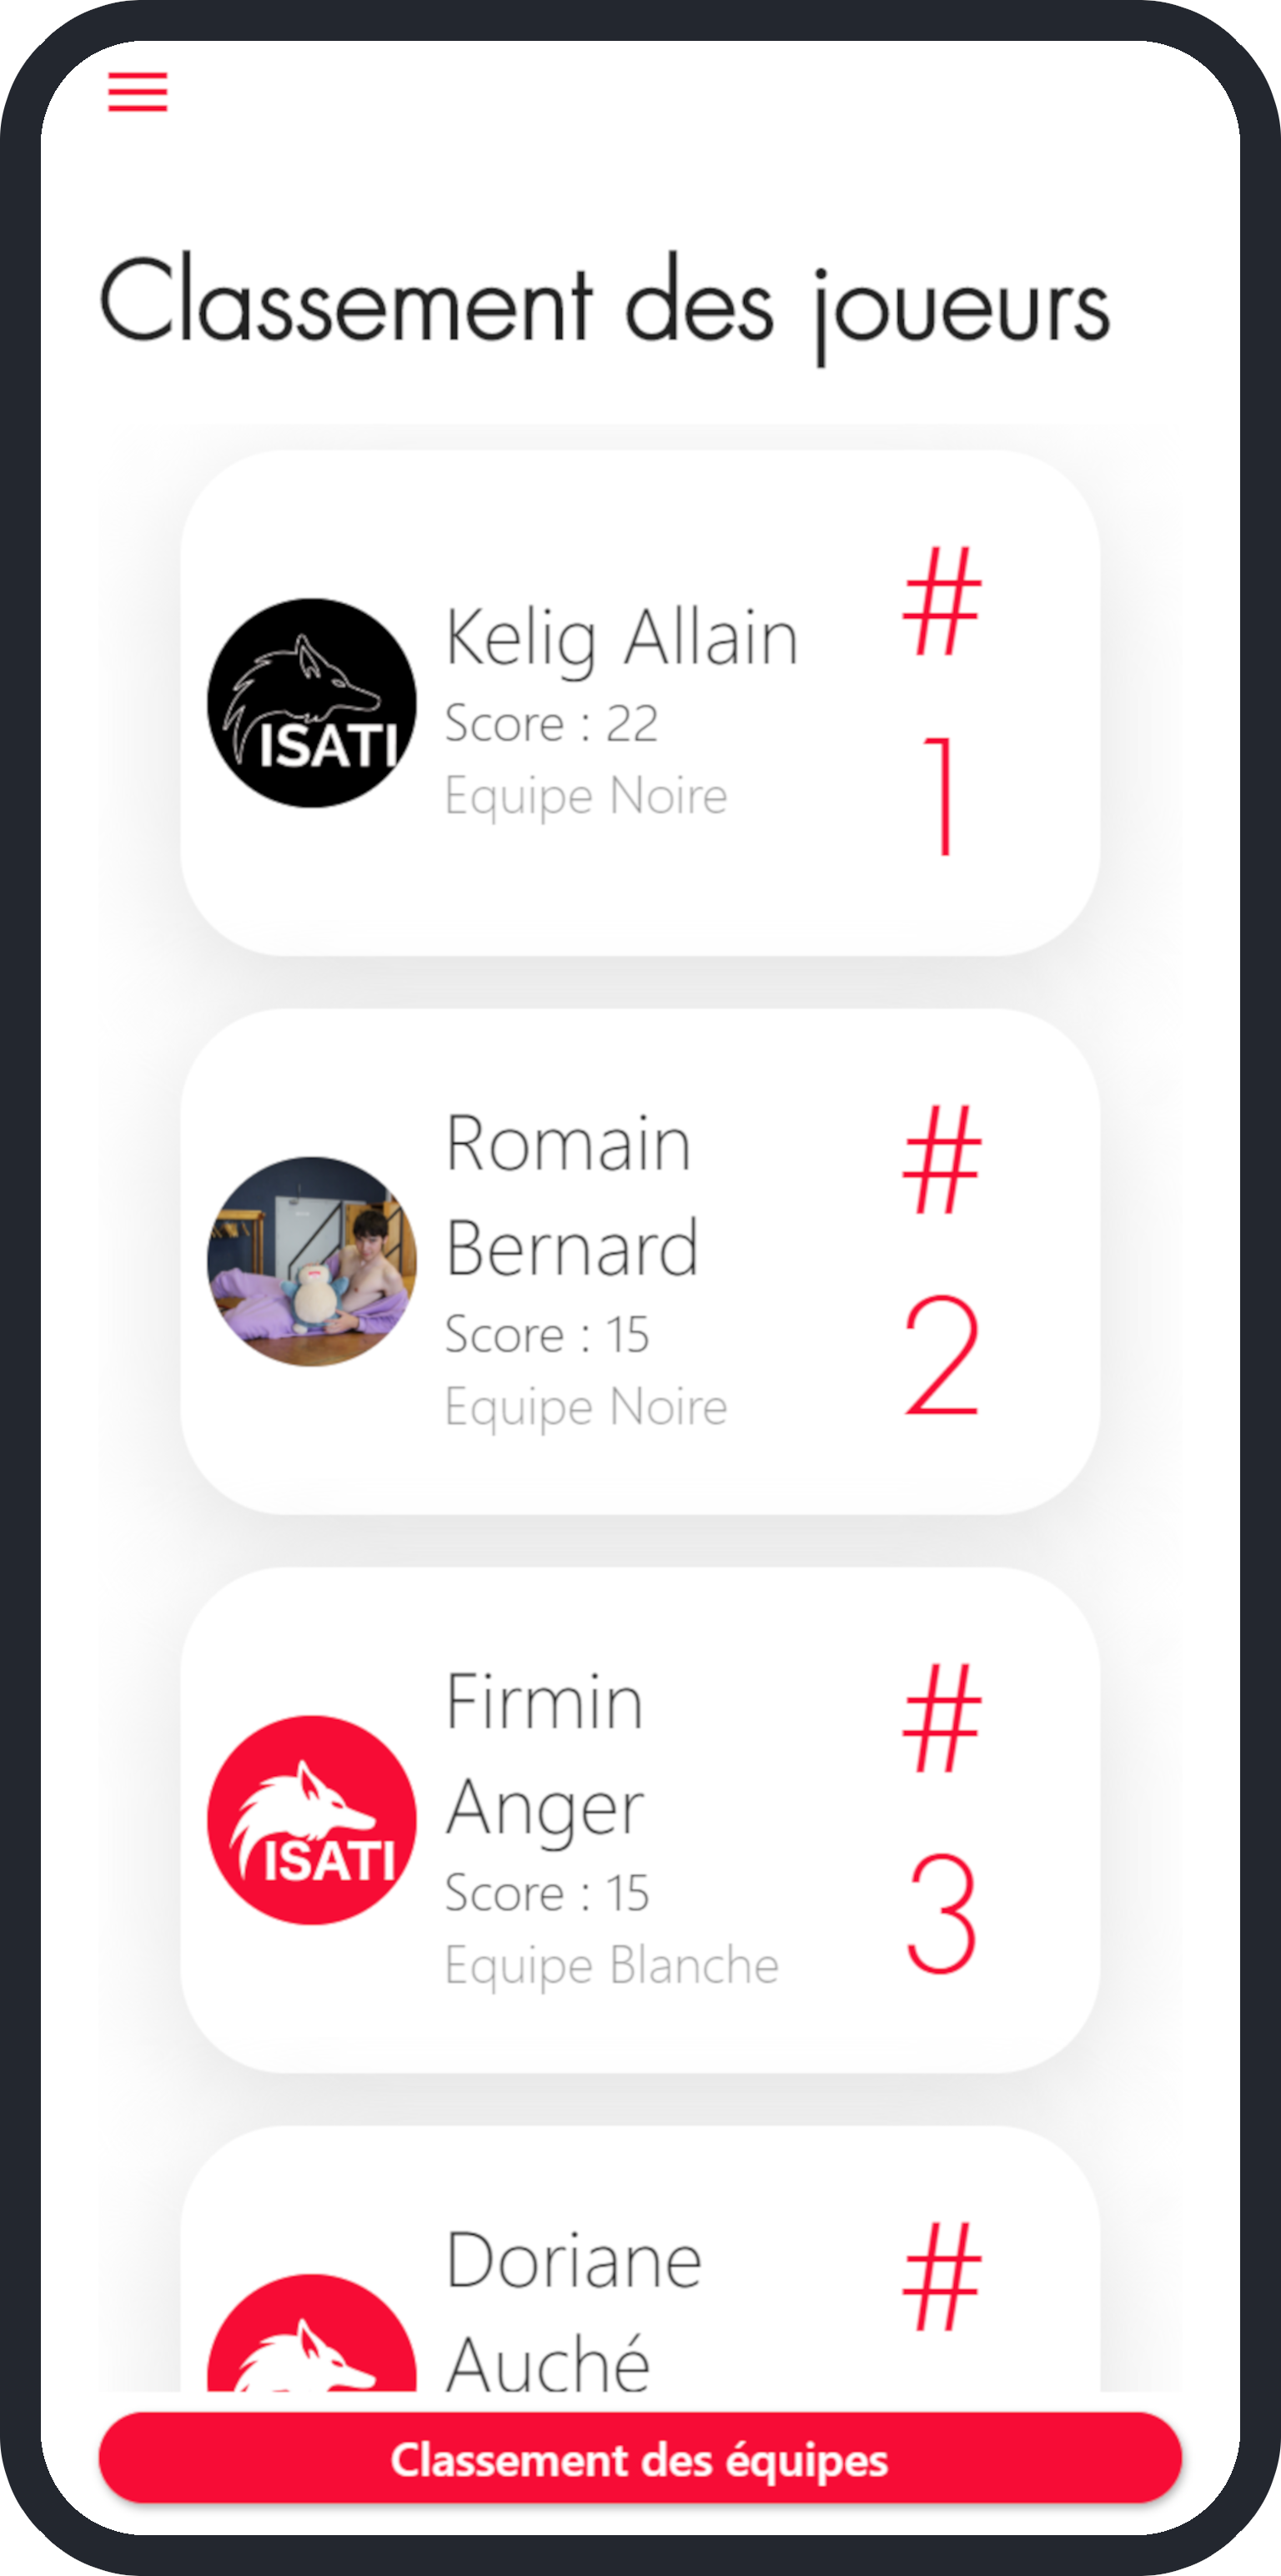 Classement des joueurs
ISATI
Kelig Allain
Score : 22
Equipe Noire
#
1
Romain
Bernard
Score : 15
Equipe Noire
#
2
ISATI
Firmin
Anger
Score : 15
Equipe Blanche
#
3
Doriane
Auché
#
Classement des équipes